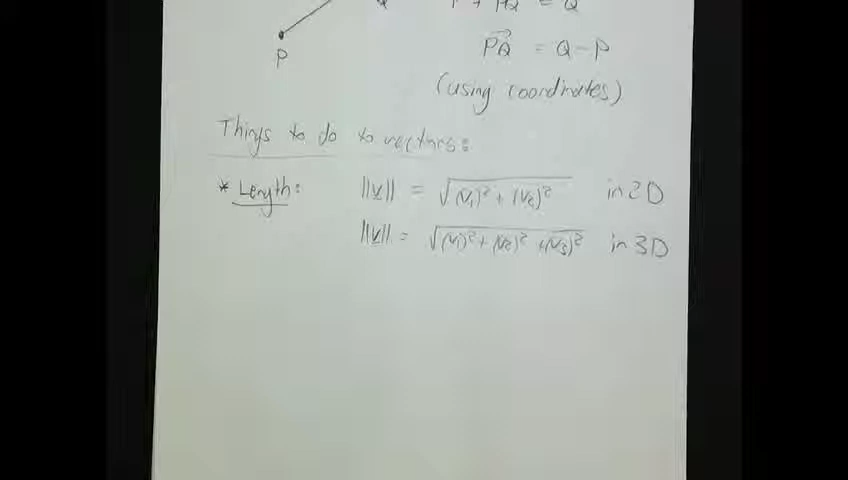 P + PQ = Q
P
PQ⃗ = Q - P
(using coordinates)
Things to do to vectors:
* Length: ||v|| = √(v₁)² + (v₂)² in 2D
||v|| = √(v₁)² + (v₂)² + (v₃)² in 3D